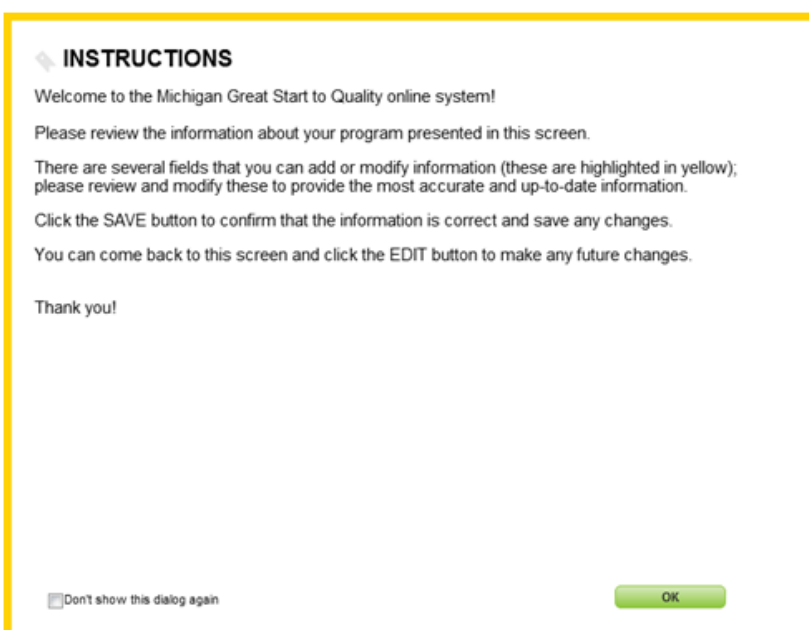 INSTRUCTIONS
Welcome to the Michigan Great Start to Quality online system!
Please review the information about your program presented in this screen.
There are several fields that you can add or modify information (these are highlighted in yellow);
please review and modify these to provide the most accurate and up-to-date information.
Click the SAVE button to confirm that the information is correct and save any changes.
You can come back to this screen and click the EDIT button to make any future changes.
Thank you!
Don't show this dialog again
OK